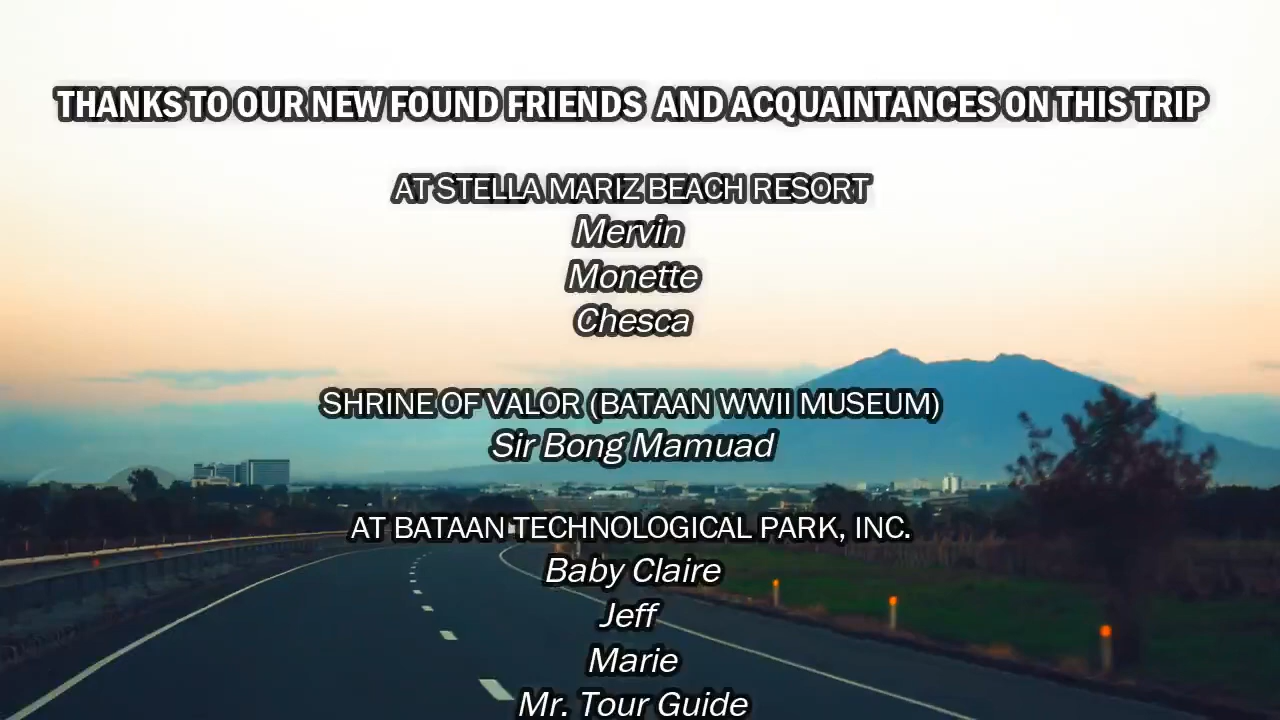 THANKS TO OUR NEW FOUND FRIENDS AND ACQUAINTANCES ON THIS TRIP
AT STELLA MARIZ BEACH RESORT
Mervin
Monette
Chesca
SHRINE OF VALOR (BATAAN WWII MUSEUM)
Sir Bong Mamuad
AT BATAAN TECHNOLOGICAL PARK, INC.
Baby Claire
Jeff
Marie
Mr. Tour Guide